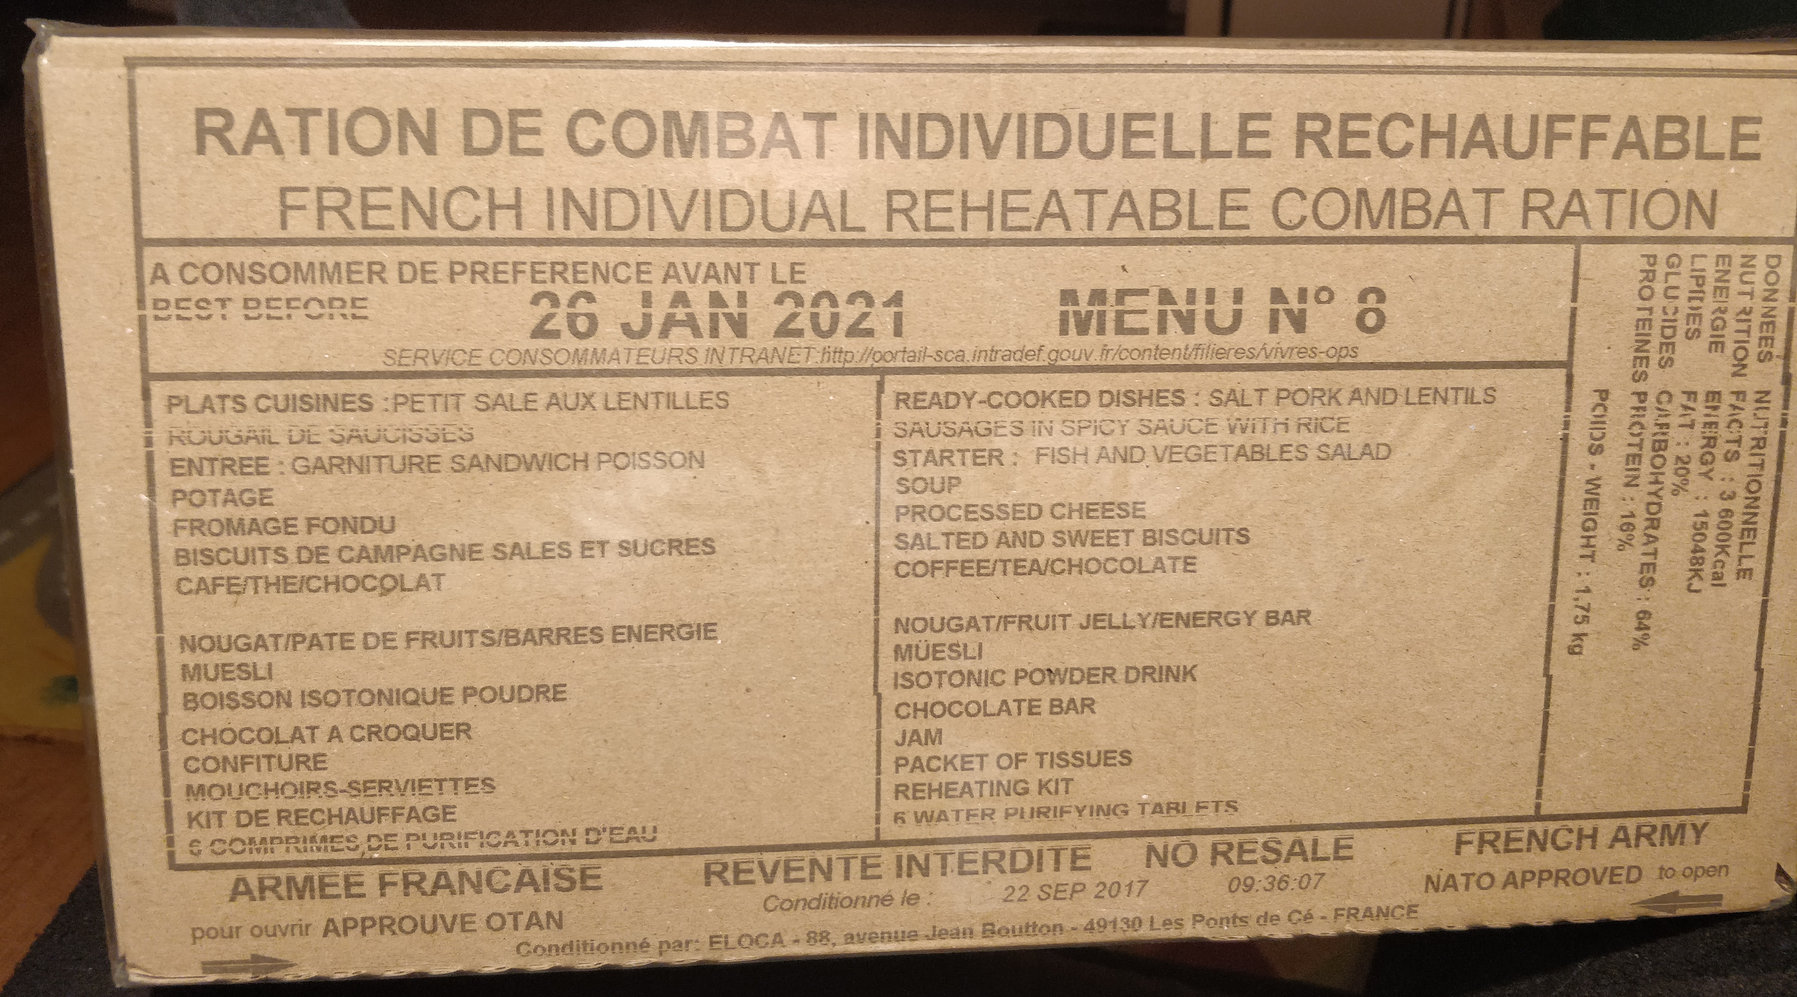 RATION DE COMBAT INDIVIDUELLE RECHAUFFABLE
FRENCH INDIVIDUAL REHEATABLE COMBAT RATION
A CONSOMMER DE PREFERENCE AVANT LE
BEST BEFORE
26 JAN 2021
MENU N° 8
SERVICE CONSOMMATEURS INTRANET:http://portail-sca.intradef.gouv.fr/content/filieres/vivres-ops
PLATS CUISINES :PETIT SALE AUX LENTILLES
ROUGAIL DE SAUCISSES
ENTREE : GARNITURE SANDWICH POISSON
POTAGE
FROMAGE FONDU
BISCUITS DE CAMPAGNE SALES ET SUCRES
CAFE/THE/CHOCOLAT
NOUGAT/PATE DE FRUITS/BARRES ENERGIE
MUESLI
BOISSON ISOTONIQUE POUDRE
CHOCOLAT A CROQUER
CONFITURE
MOUCHOIRS-SERVIETTES
KIT DE RECHAUFFAGE
6 COMPRIMES DE PURIFICATION D'EAU
READY-COOKED DISHES : SALT PORK AND LENTILS
SAUSAGES IN SPICY SAUCE WITH RICE
STARTER : FISH AND VEGETABLES SALAD
SOUP
PROCESSED CHEESE
SALTED AND SWEET BISCUITS
COFFEE/TEA/CHOCOLATE
NOUGAT/FRUIT JELLY/ENERGY BAR
MÜESLI
ISOTONIC POWDER DRINK
CHOCOLATE BAR
JAM
PACKET OF TISSUES
REHEATING KIT
6 WATER PURIFYING TABLETS
DONNEES NUTRITIONNELLE
NUTRITION FACTS : 3 600Kcal
ENERGIE ENERGY : 15048KJ
LIPIDES FAT : 20%
GLUCIDES CARBOHYDRATES : 64%
PROTEINES PROTEIN : 16%
POIDS - WEIGHT : 1,75 kg
ARMEE FRANCAISE
REVENTE INTERDITE
NO RESALE
FRENCH ARMY
Conditionné le : 22 SEP 2017 09:36:07
NATO APPROVED to open
pour ouvrir APPROUVE OTAN
Conditionné par: ELOCA - 88, avenue Jean Boutton - 49130 Les Ponts de Cé - FRANCE